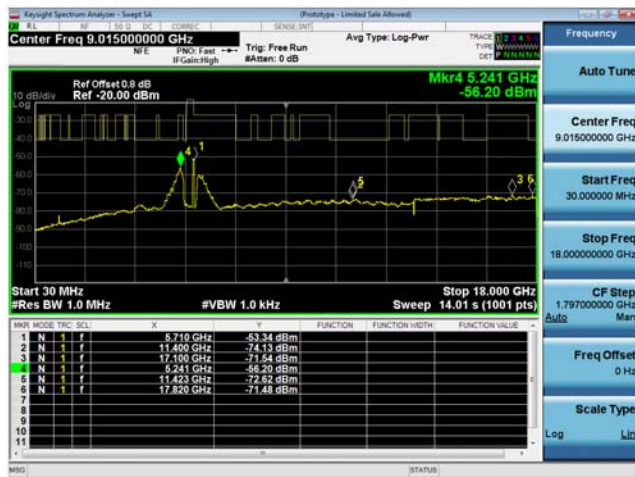 Keysight Spectrum Analyzer - Swept SA
(Prototype - Limited Sale Allowed)
RL RF 50 Ω DC CORREC SENSE:INT
Center Freq 9.015000000 GHz
NFE PNO: Fast Trig: Free Run
IFGain:High #Atten: 0 dB
Avg Type: Log-Pwr
TRACE 1 2 3 4 5 6
TYPE
DET P N N N N N
Frequency
Ref Offset 0.8 dB
10 dB/div Ref -20.00 dBm
Mkr4 5.241 GHz
-56.20 dBm
Log
-30.0
-40.0
-50.0
-60.0
-70.0
-80.0
-90.0
-100
-110
4
1
5
3
6
Start 30 MHz Stop 18.000 GHz
#Res BW 1.0 MHz #VBW 1.0 kHz Sweep 14.01 s (1001 pts)
MKR MODE TRC SCL X Y FUNCTION FUNCTION WIDTH FUNCTION VALUE
1 N 1 f 5.710 GHz -53.34 dBm
2 N 1 f 11.400 GHz -74.13 dBm
3 N 1 f 17.100 GHz -71.54 dBm
4 N 1 f 5.241 GHz -56.20 dBm
5 N 1 f 11.423 GHz -72.62 dBm
6 N 1 f 17.820 GHz -71.48 dBm
7
8
9
10
11
MSG STATUS
Auto Tune
Center Freq
9.015000000 GHz
Start Freq
30.000000 MHz
Stop Freq
18.000000000 GHz
CF Step
1.797000000 GHz
Auto Man
Freq Offset
0 Hz
Scale Type
Log Lin